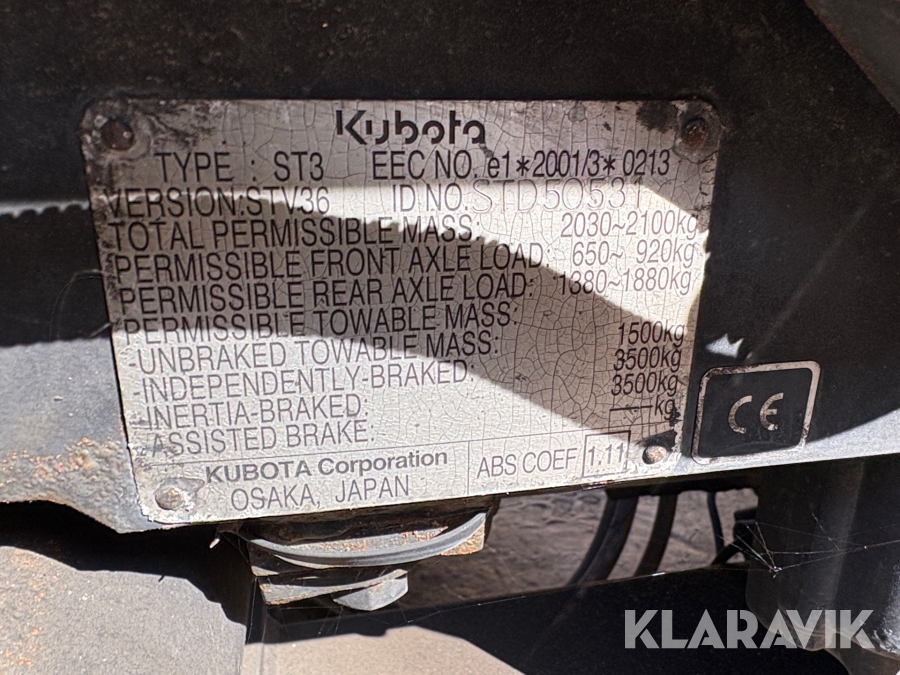 Kubota
TYPE : ST3 EEC NO. e1*2001/3*0213
VERSION:STV36 ID NO. STD50531
TOTAL PERMISSIBLE MASS: 2030~2100kg
PERMISSIBLE FRONT AXLE LOAD: 650~ 920kg
PERMISSIBLE REAR AXLE LOAD: 1380~1880kg
PERMISSIBLE TOWABLE MASS:
-UNBRAKED TOWABLE MASS: 1500kg
-INDEPENDENTLY-BRAKED: 3500kg
-INERTIA-BRAKED: 3500kg
-ASSISTED BRAKE: ——kg
KUBOTA Corporation
OSAKA, JAPAN
ABS COEF 1.11
CE
KLARAVIK